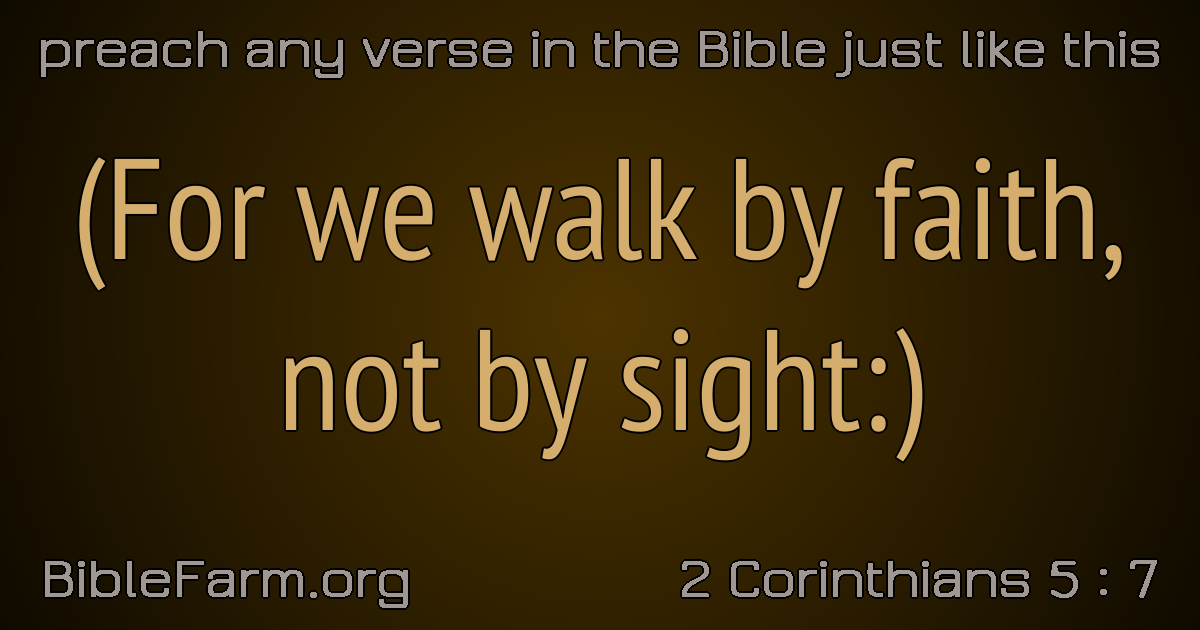 preach any verse in the Bible just like this
(For we walk by faith,
not by sight:)
BibleFarm.org
2 Corinthians 5 : 7